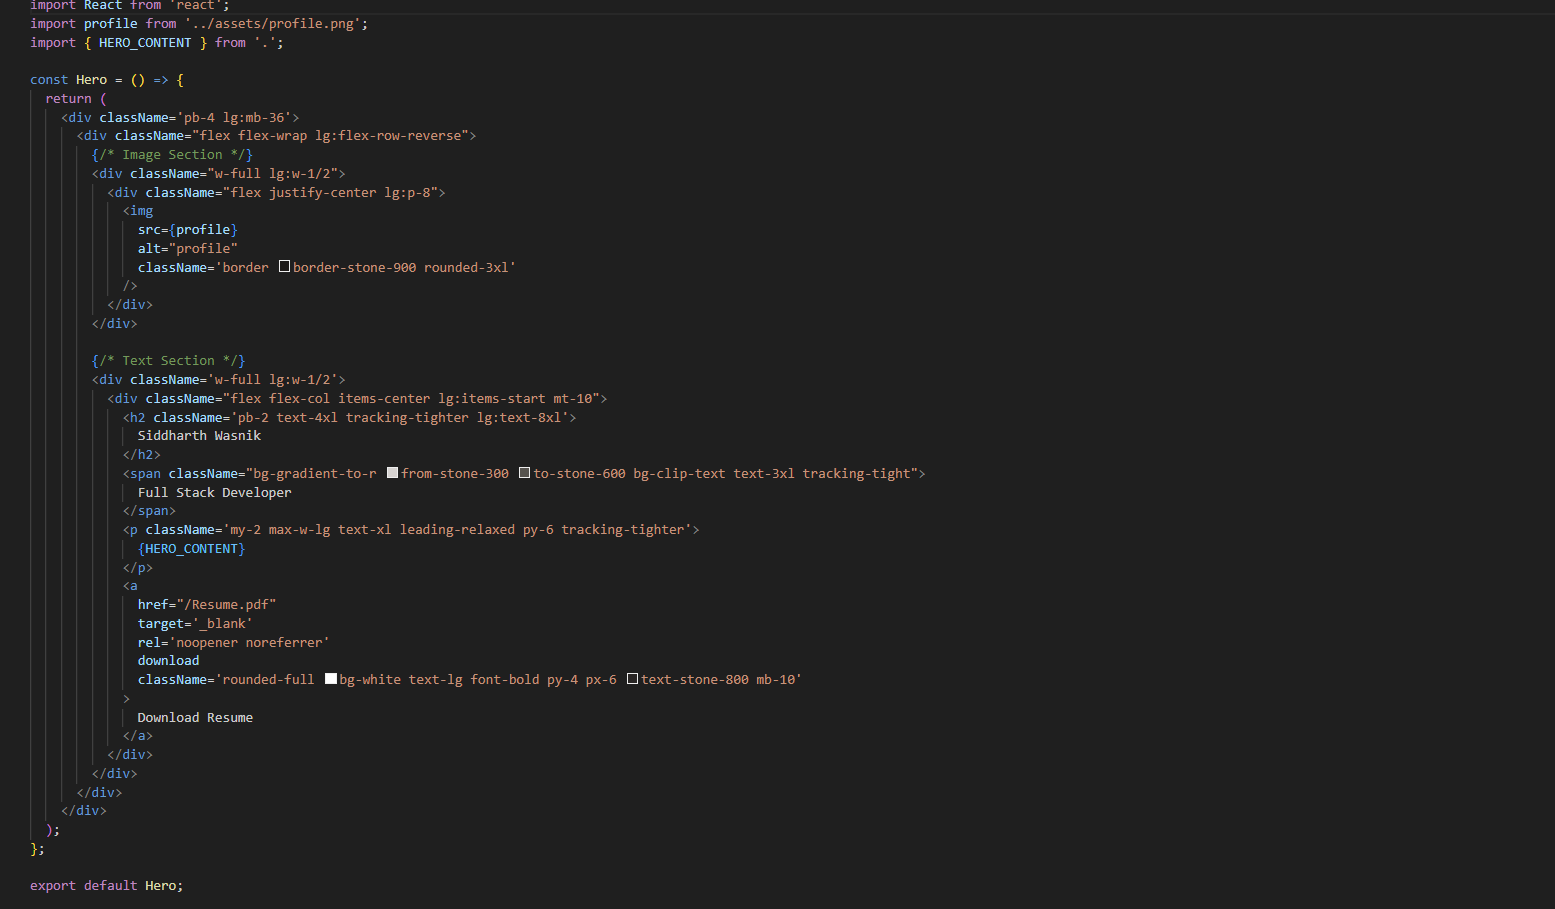 import React from 'react';
import profile from '../assets/profile.png';
import { HERO_CONTENT } from '.';

const Hero = () => {
  return (
    <div className='pb-4 lg:mb-36'>
      <div className="flex flex-wrap lg:flex-row-reverse">
        {/* Image Section */}
        <div className="w-full lg:w-1/2">
          <div className="flex justify-center lg:p-8">
            <img
              src={profile}
              alt="profile"
              className='border border-stone-900 rounded-3xl'
            />
          </div>
        </div>

        {/* Text Section */}
        <div className='w-full lg:w-1/2'>
          <div className="flex flex-col items-center lg:items-start mt-10">
            <h2 className='pb-2 text-4xl tracking-tighter lg:text-8xl'>
              Siddharth Wasnik
            </h2>
            <span className="bg-gradient-to-r from-stone-300 to-stone-600 bg-clip-text text-3xl tracking-tight">
              Full Stack Developer
            </span>
            <p className='my-2 max-w-lg text-xl leading-relaxed py-6 tracking-tighter'>
              {HERO_CONTENT}
            </p>
            <a
              href="/Resume.pdf"
              target='_blank'
              rel='noopener noreferrer'
              download
              className='rounded-full bg-white text-lg font-bold py-4 px-6 text-stone-800 mb-10'
            >
              Download Resume
            </a>
          </div>
        </div>
      </div>
    </div>
  );
};

export default Hero;